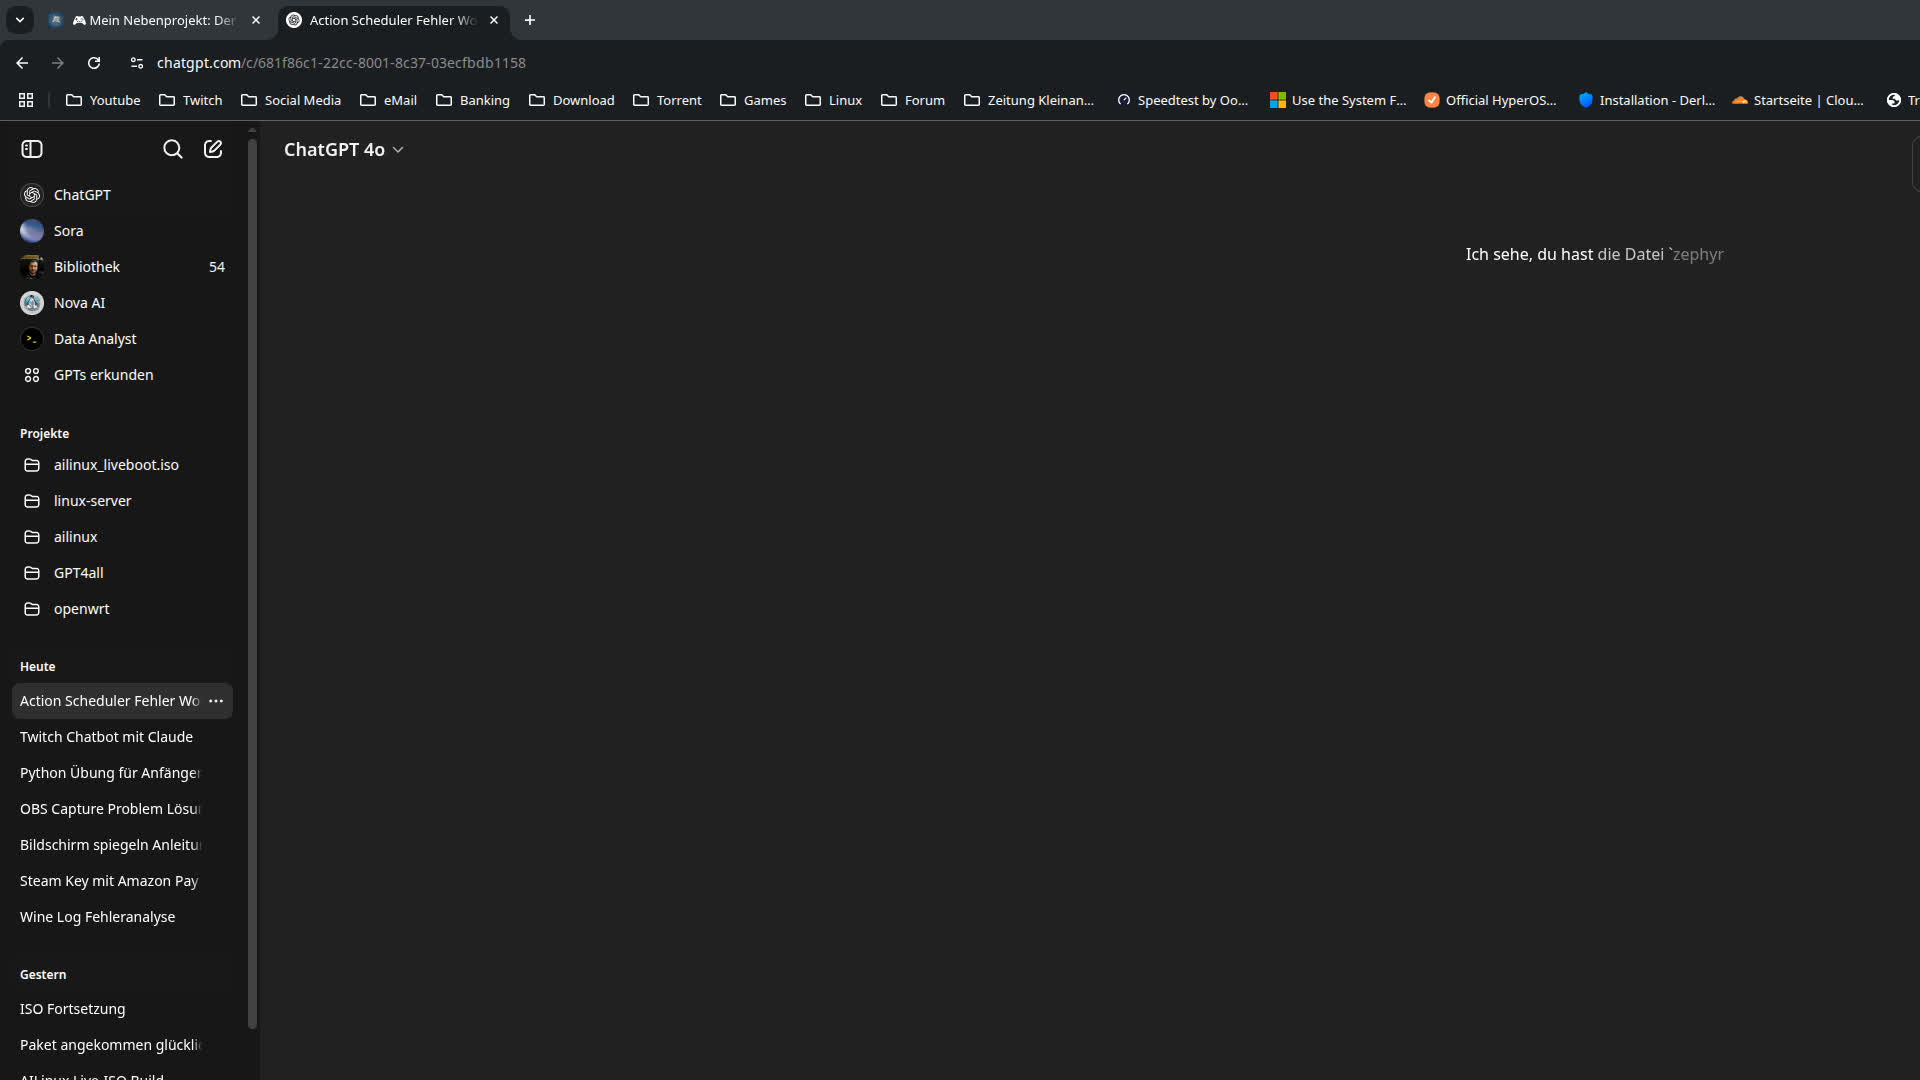 🎮 Mein Nebenprojekt: Der
Action Scheduler Fehler Wo
chatgpt.com/c/681f86c1-22cc-8001-8c37-03ecfbdb1158
Youtube
Twitch
Social Media
eMail
Banking
Download
Torrent
Games
Linux
Forum
Zeitung Kleinan...
Speedtest by Oo...
Use the System F...
Official HyperOS...
Installation - Derl...
Startseite | Clou...
Tr
ChatGPT 4o
ChatGPT
Sora
Bibliothek 54
Nova AI
Data Analyst
GPTs erkunden
Projekte
ailinux_liveboot.iso
linux-server
ailinux
GPT4all
openwrt
Heute
Action Scheduler Fehler Wo
Twitch Chatbot mit Claude
Python Übung für Anfänger
OBS Capture Problem Lösu
Bildschirm spiegeln Anleitu
Steam Key mit Amazon Pay
Wine Log Fehleranalyse
Gestern
ISO Fortsetzung
Paket angekommen glückli
AILinux Live ISO Build
Ich sehe, du hast die Datei `zephyr